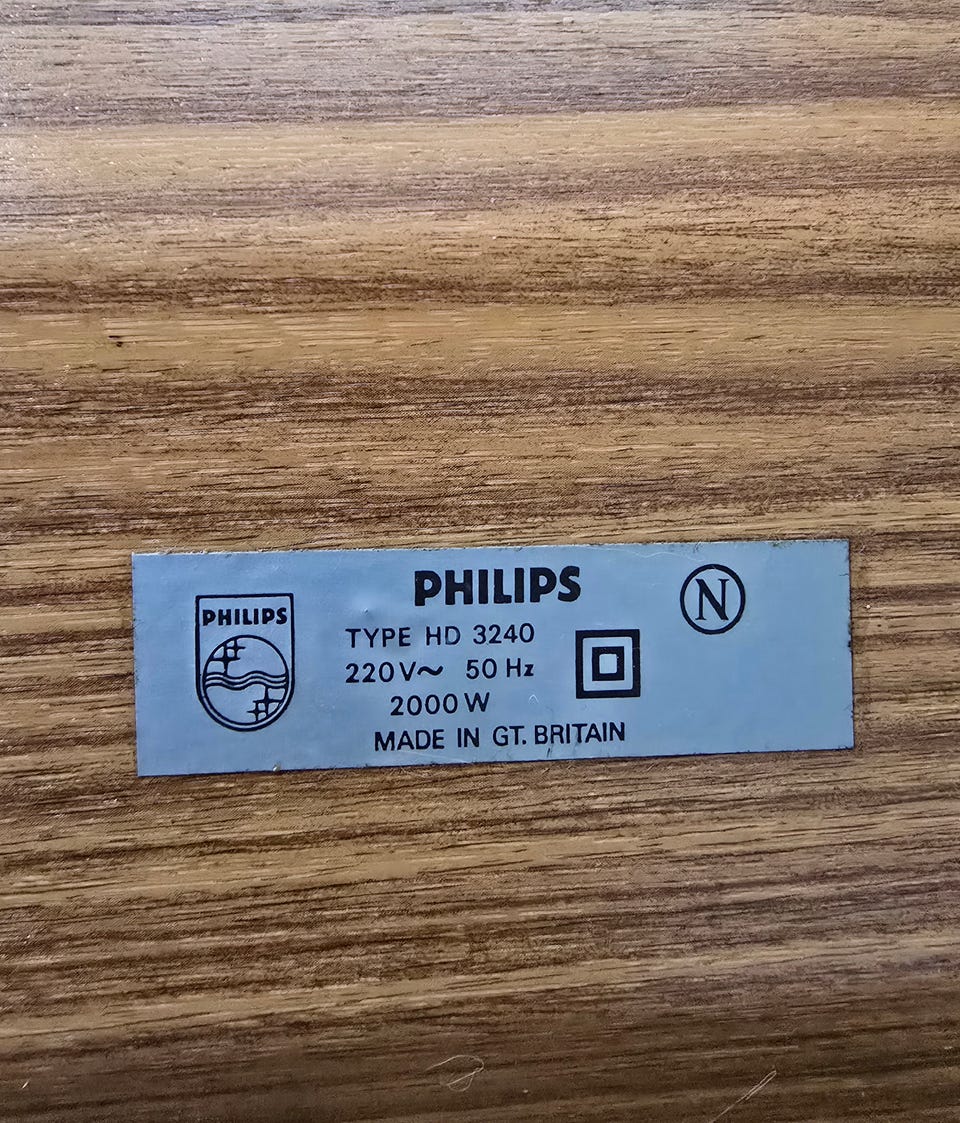 PHILIPS
PHILIPS
TYPE HD 3240
220V~ 50 Hz
2000 W
MADE IN GT. BRITAIN
N